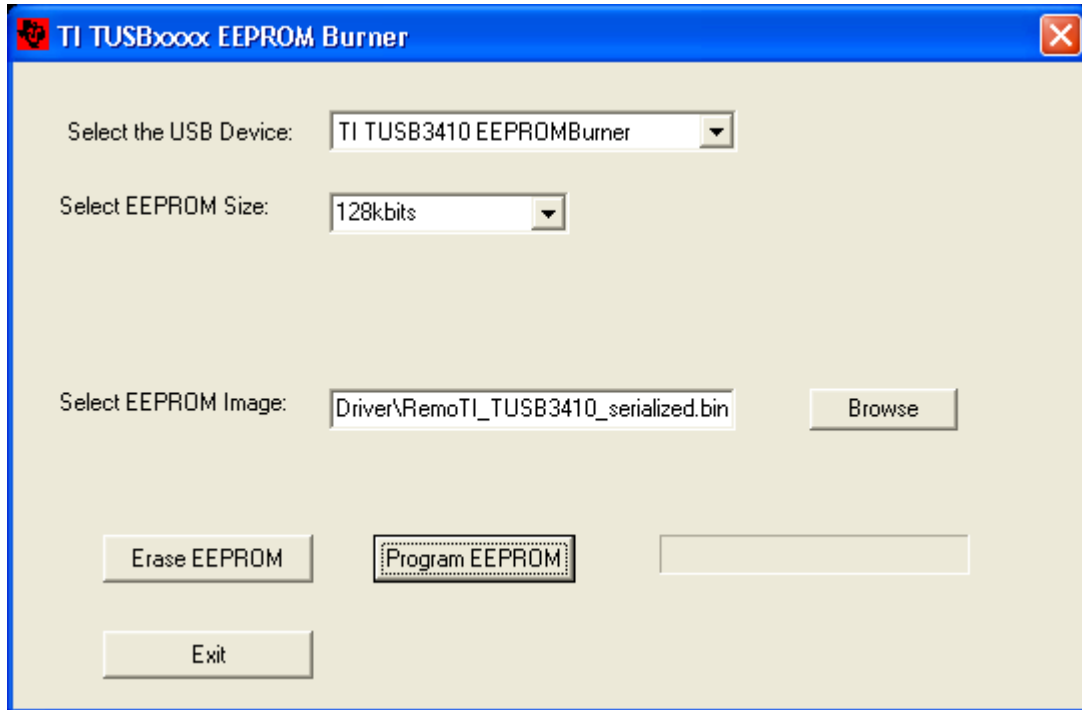 TI TUSBxxxx EEPROM Burner
Select the USB Device: TI TUSB3410 EEPROMBurner
Select EEPROM Size: 128kbits
Select EEPROM Image: Driver\RemoTI_TUSB3410_serialized.bin Browse
Erase EEPROM Program EEPROM
Exit